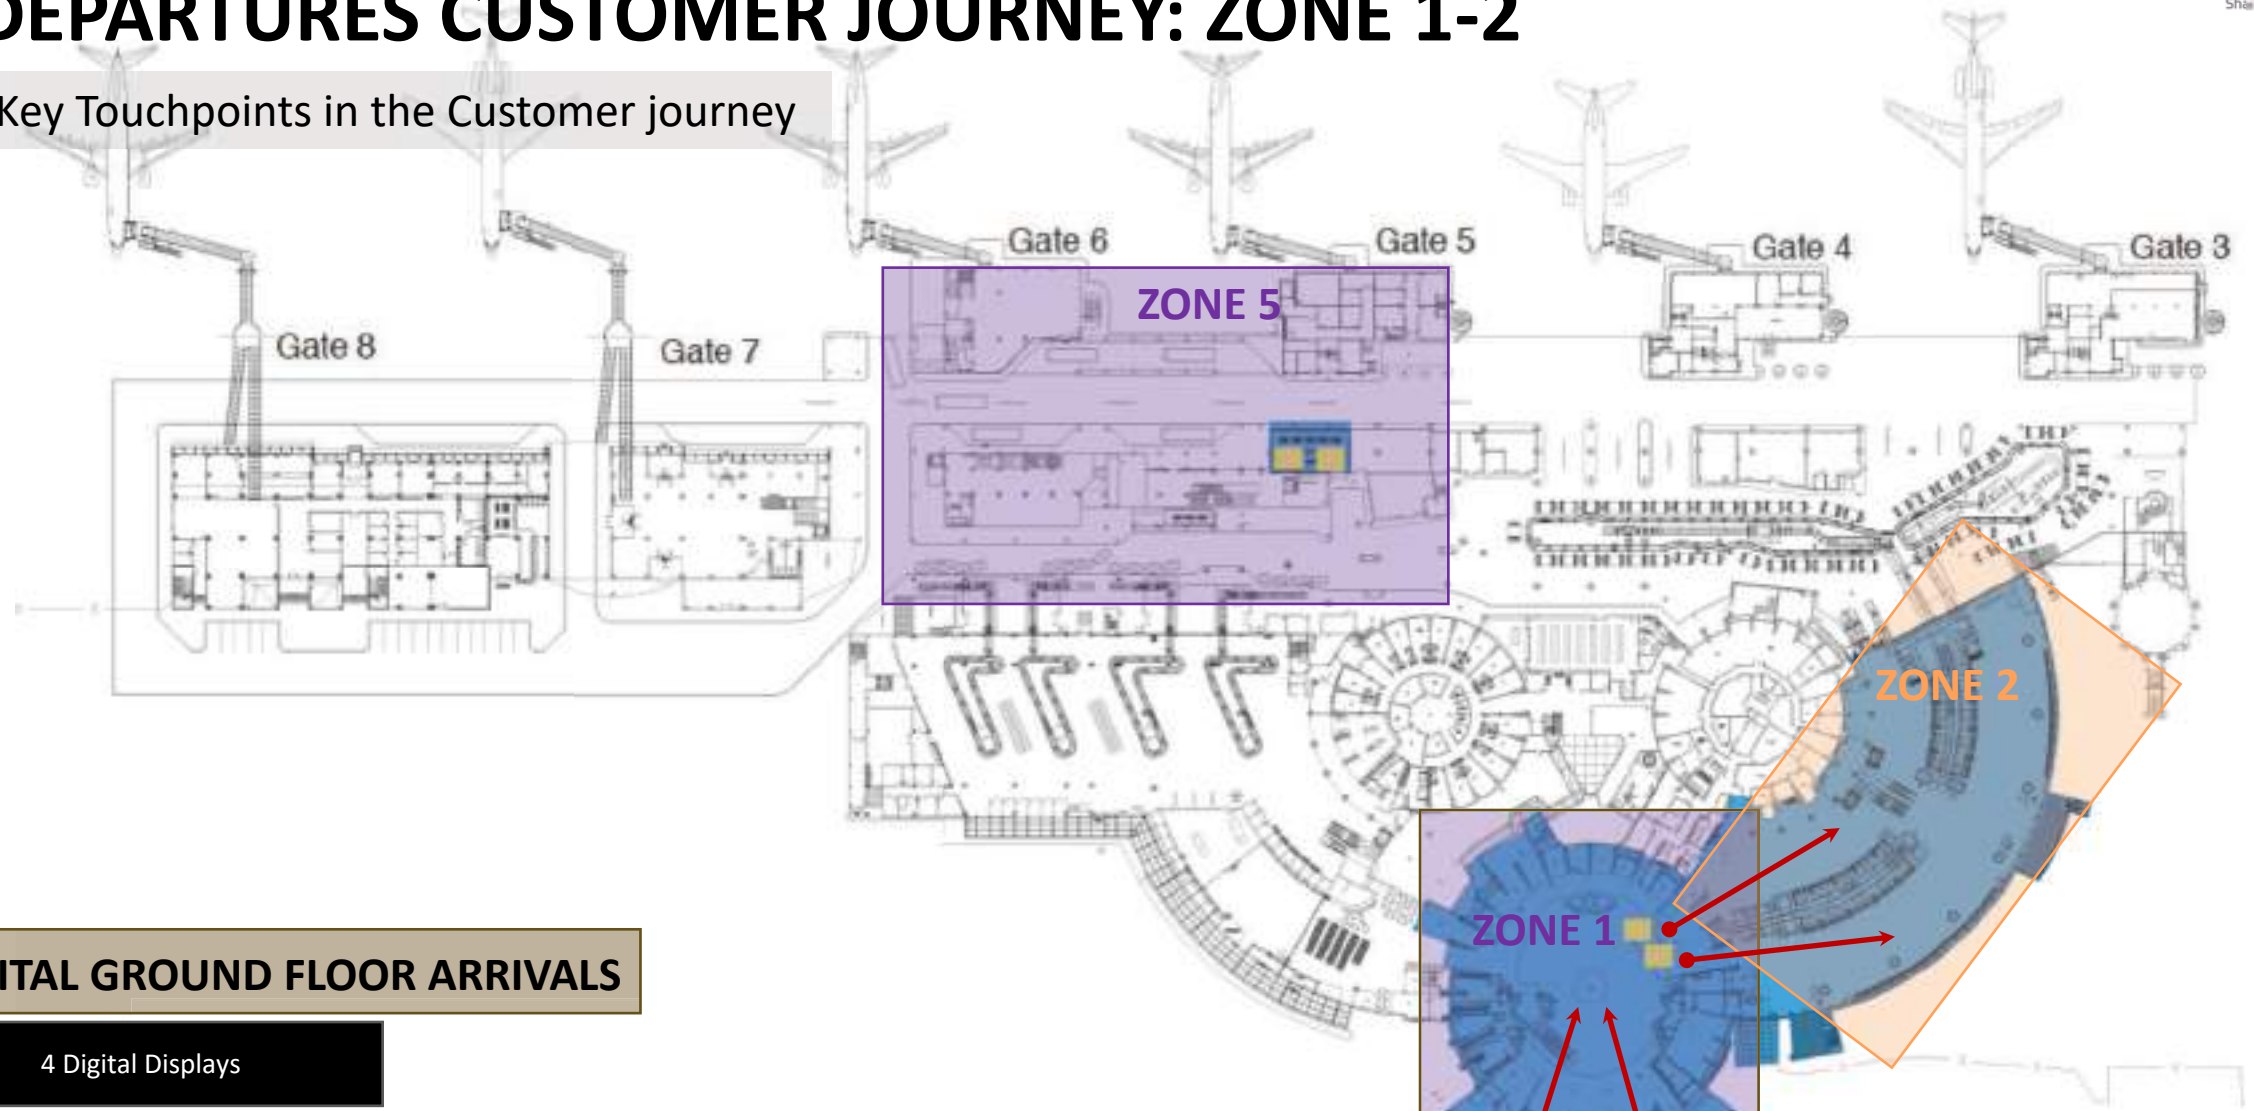 DEPARTURES CUSTOMER JOURNEY: ZONE 1-2
Key Touchpoints in the Customer journey
Gate 6
Gate 5
Gate 4
Gate 3
ZONE 5
Gate 8
Gate 7
ZONE 2
ZONE 1
ITAL GROUND FLOOR ARRIVALS
4 Digital Displays